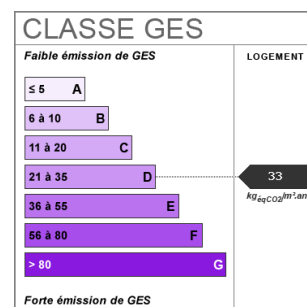 CLASSE GES
Faible émission de GES
LOGEMENT
≤ 5 A
6 à 10 B
11 à 20 C
21 à 35 D
33
36 à 55 E
kgéqCO2/m².an
56 à 80 F
> 80 G
Forte émission de GES